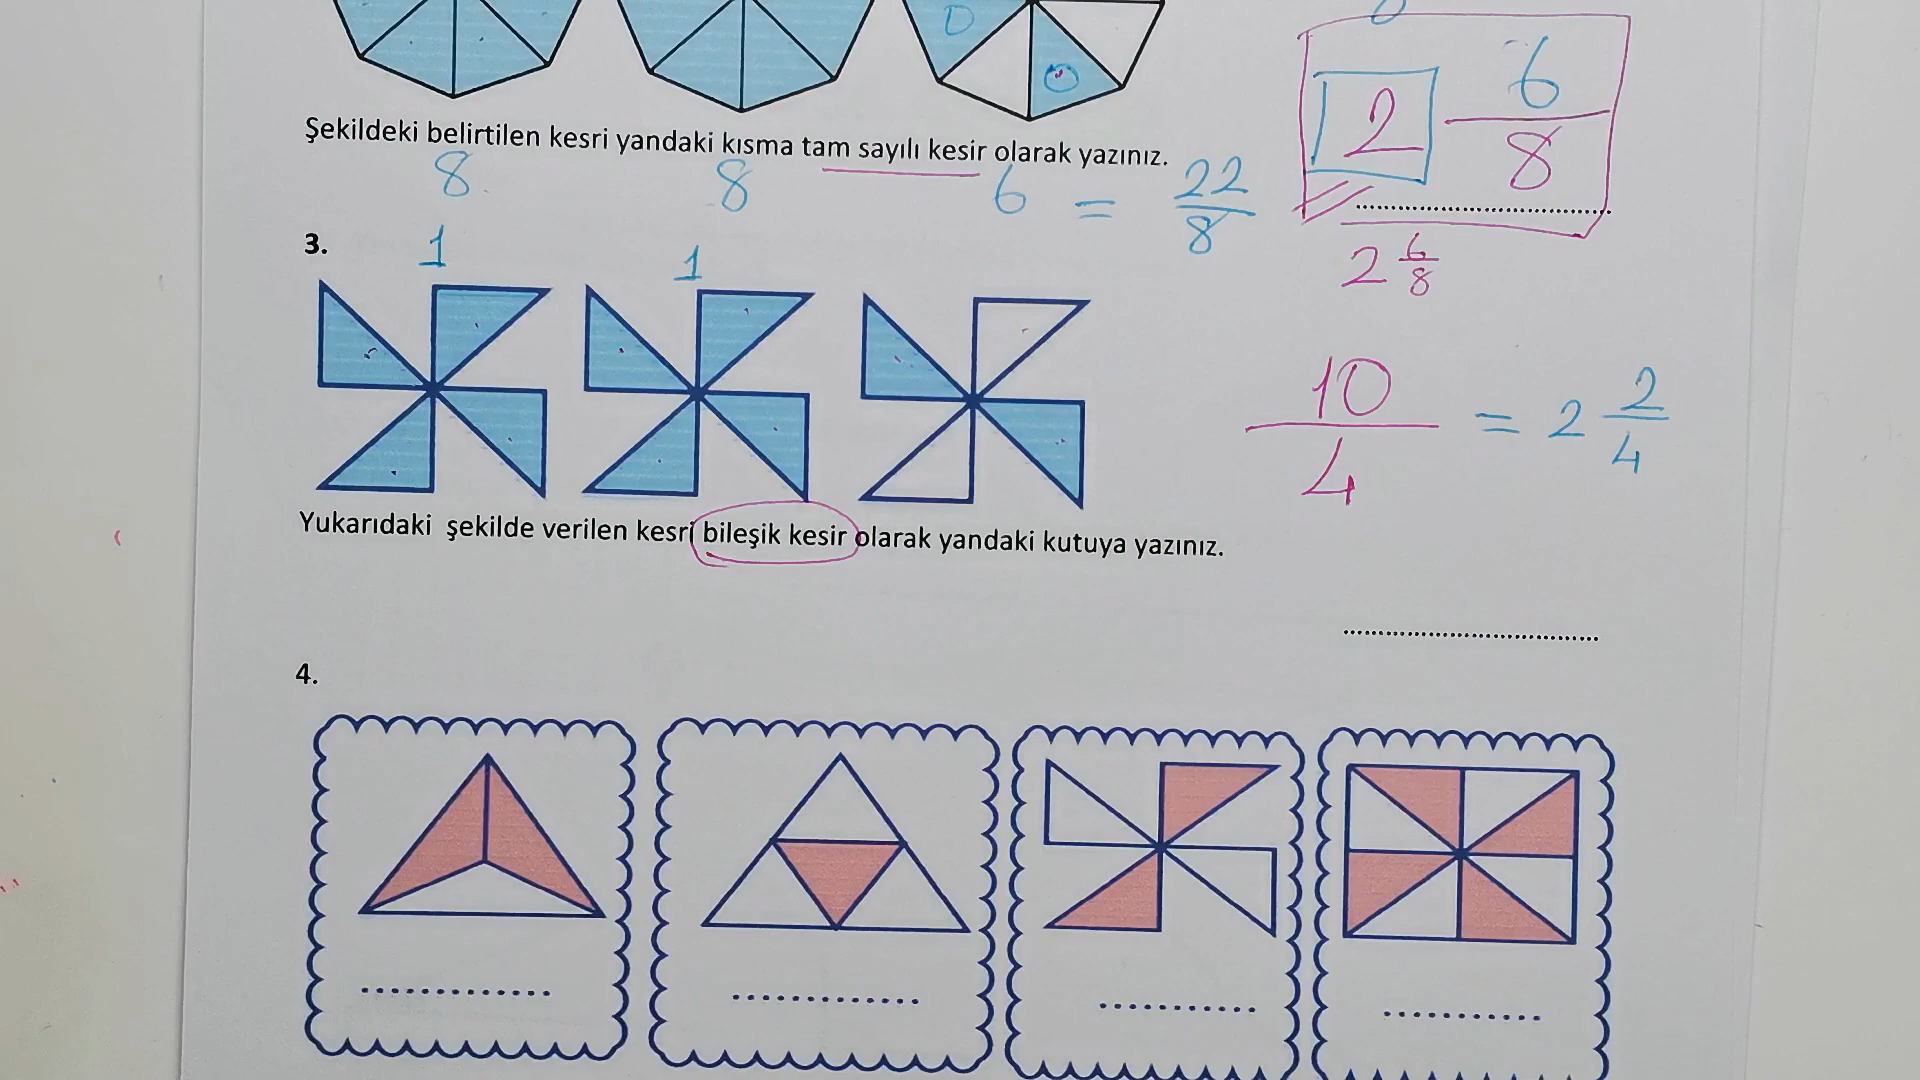 D
2 6/8
Şekildeki belirtilen kesri yandaki kısma tam sayılı kesir olarak yazınız.
8 8 6 = 22/8
2 6/8
3.
1 1
10/4 = 2 2/4
Yukarıdaki şekilde verilen kesri bileşik kesir olarak yandaki kutuya yazınız.
4.